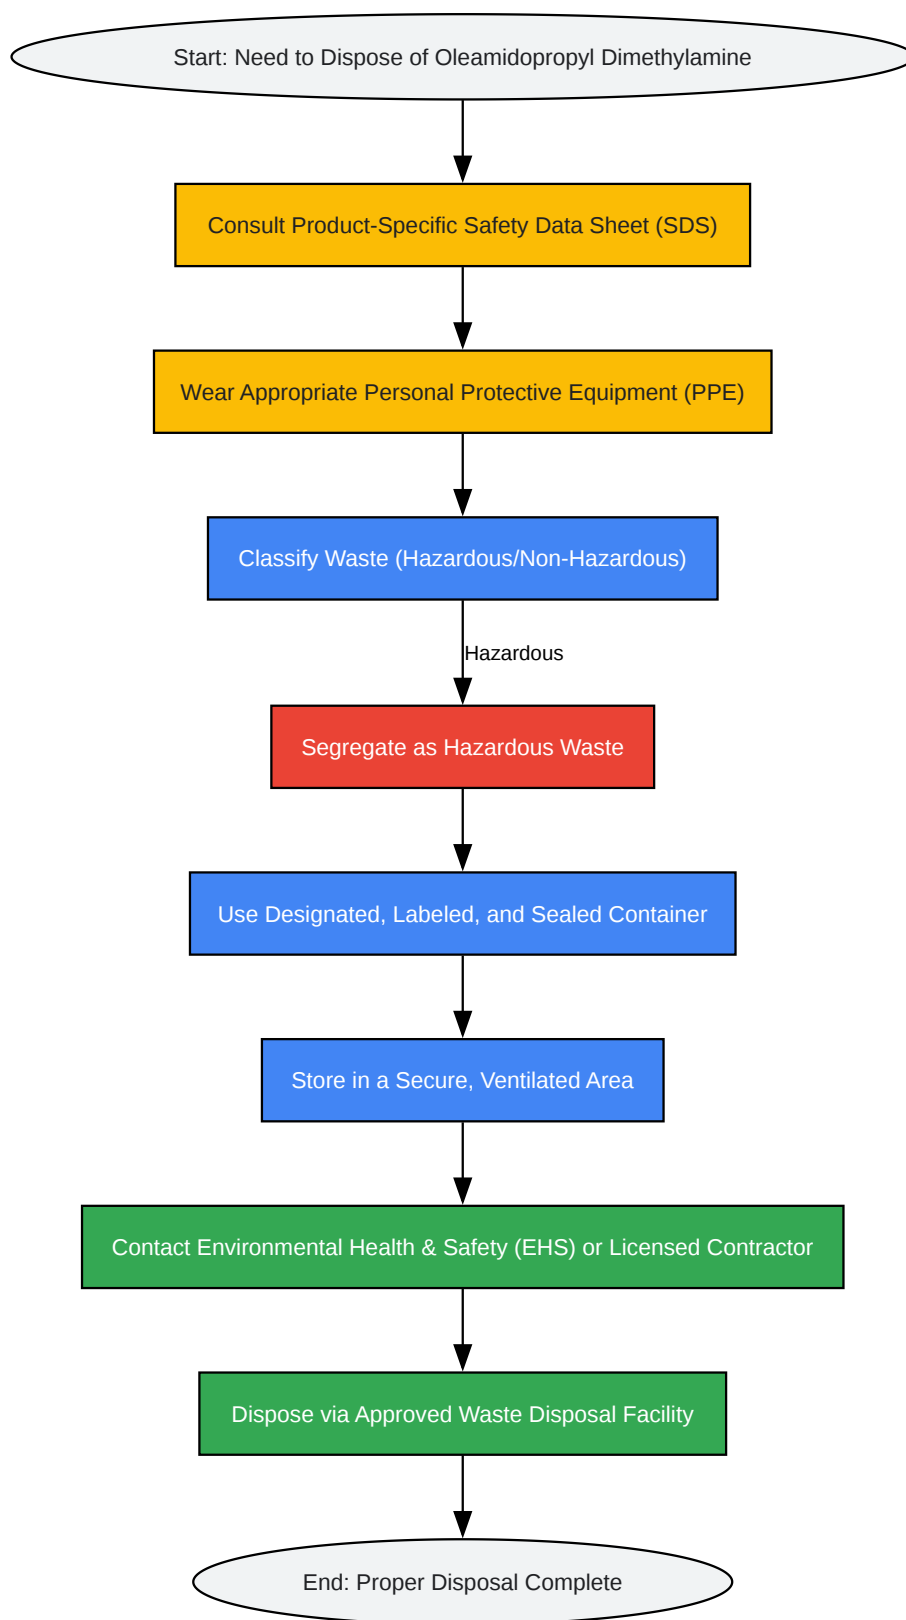 Start: Need to Dispose of Oleamidopropyl Dimethylamine
Consult Product-Specific Safety Data Sheet (SDS)
Wear Appropriate Personal Protective Equipment (PPE)
Classify Waste (Hazardous/Non-Hazardous)
Hazardous
Segregate as Hazardous Waste
Use Designated, Labeled, and Sealed Container
Store in a Secure, Ventilated Area
Contact Environmental Health & Safety (EHS) or Licensed Contractor
Dispose via Approved Waste Disposal Facility
End: Proper Disposal Complete